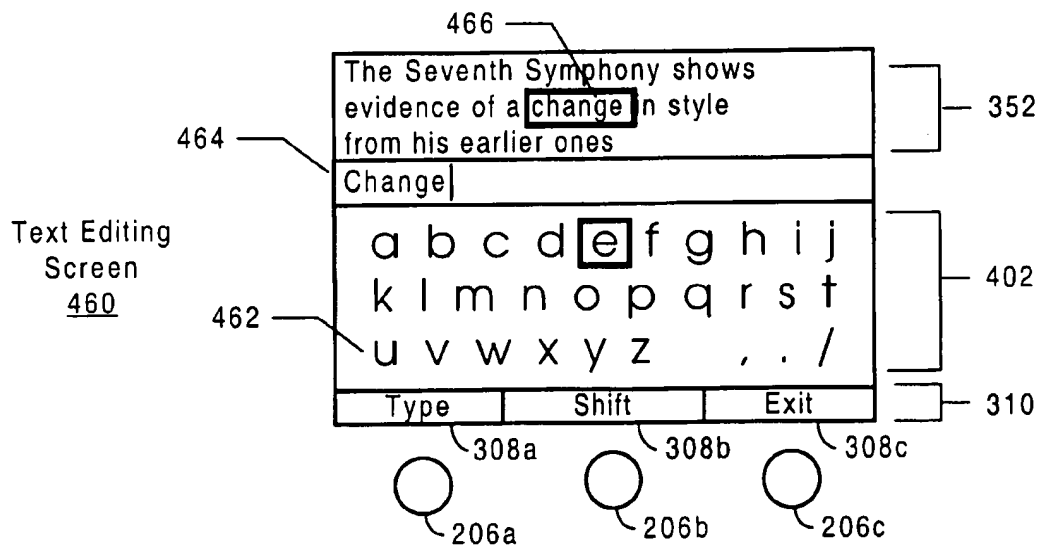 466
The Seventh Symphony shows
evidence of a change in style
from his earlier ones
352
464
Change
Text Editing
Screen
460
a b c d e f g h i j
k l m n o p q r s t
u v w x y z , . /
402
462
Type Shift Exit
310
308a 308b 308c
206a 206b 206c